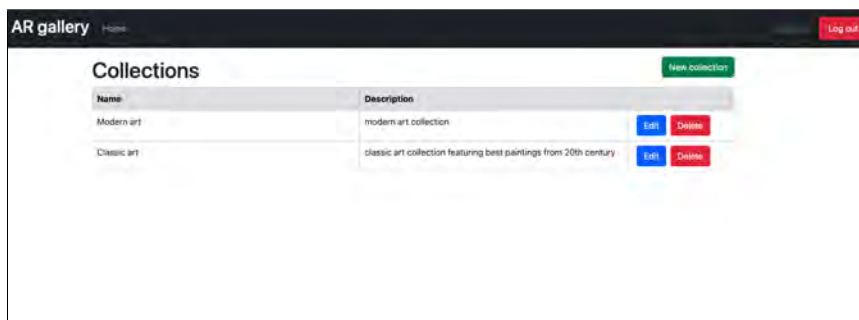 AR gallery Home Log out
Collections New collection
Name Description
Modern art modern art collection Edit Delete
Classic art classic art collection featuring best paintings from 20th century Edit Delete